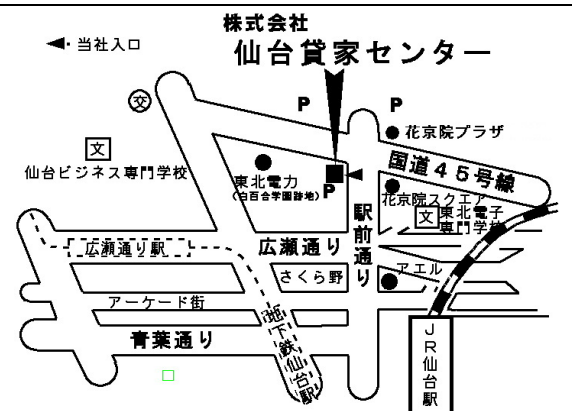 株式会社
仙台貸家センター
◀・当社入口
交
P
P
花京院プラザ
文
仙台ビジネス専門学校
国道45号線
東北電力
(白百合学園跡地)
P
花京院スクエア
文
東北電子
専門学校
駅前通り
広瀬通り駅
広瀬通り
アエル
さくら野
アーケード街
地下鉄仙台駅
青葉通り
JR仙台駅